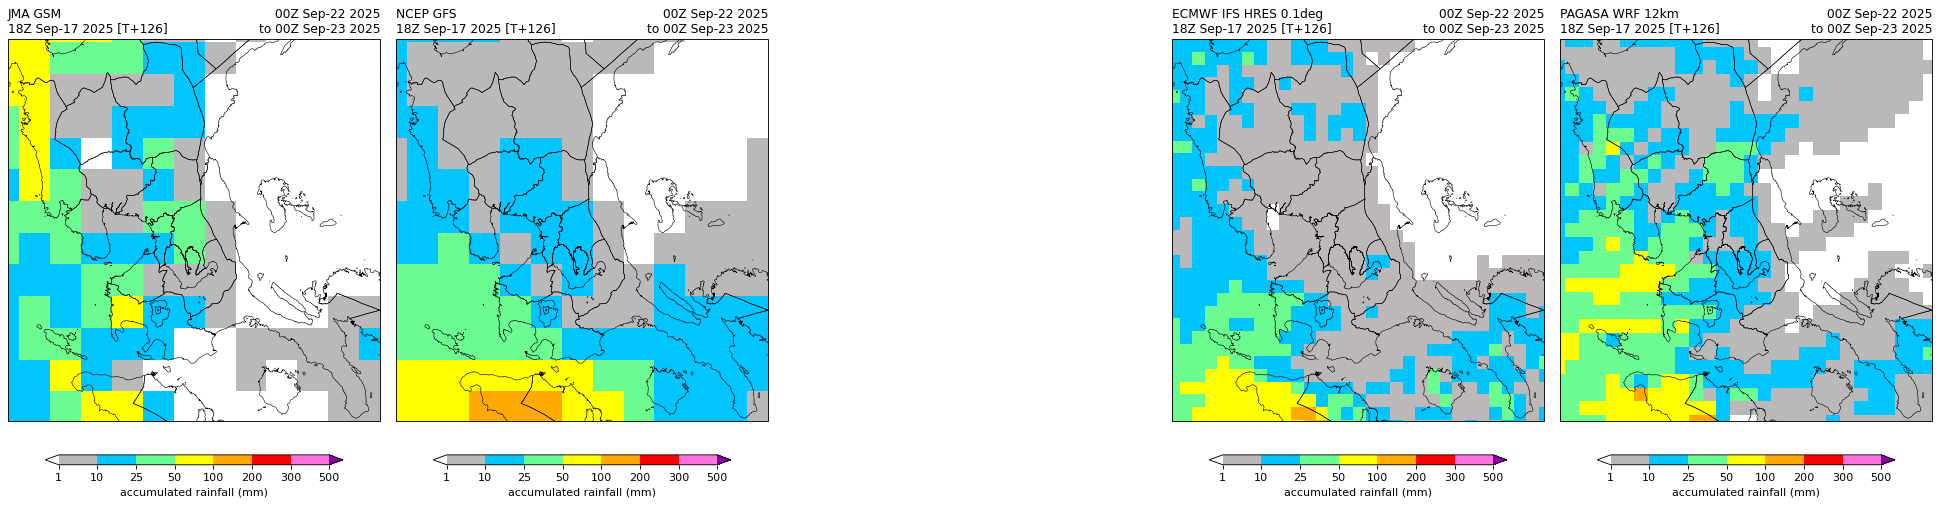 JMA GSM
00Z Sep-22 2025
18Z Sep-17 2025 [T+126]
to 00Z Sep-23 2025
NCEP GFS
00Z Sep-22 2025
18Z Sep-17 2025 [T+126]
to 00Z Sep-23 2025
ECMWF IFS HRES 0.1deg
00Z Sep-22 2025
18Z Sep-17 2025 [T+126]
to 00Z Sep-23 2025
PAGASA WRF 12km
00Z Sep-22 2025
18Z Sep-17 2025 [T+126]
to 00Z Sep-23 2025
1 10 25 50 100 200 300 500
accumulated rainfall (mm)
1 10 25 50 100 200 300 500
accumulated rainfall (mm)
1 10 25 50 100 200 300 500
accumulated rainfall (mm)
1 10 25 50 100 200 300 500
accumulated rainfall (mm)